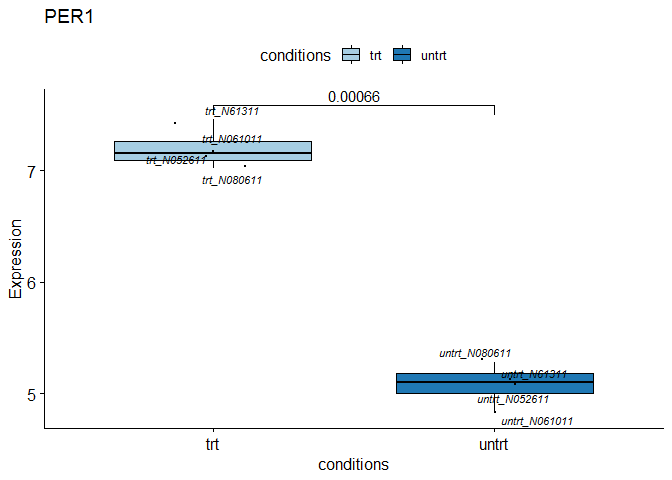 PER1
conditions trt untrt
0.00066
trt_N61311
trt_N061011
trt_N052611
trt_N080611
untrt_N080611
untrt_N61311
untrt_N052611
untrt_N061011
Expression
7
6
5
trt untrt
conditions